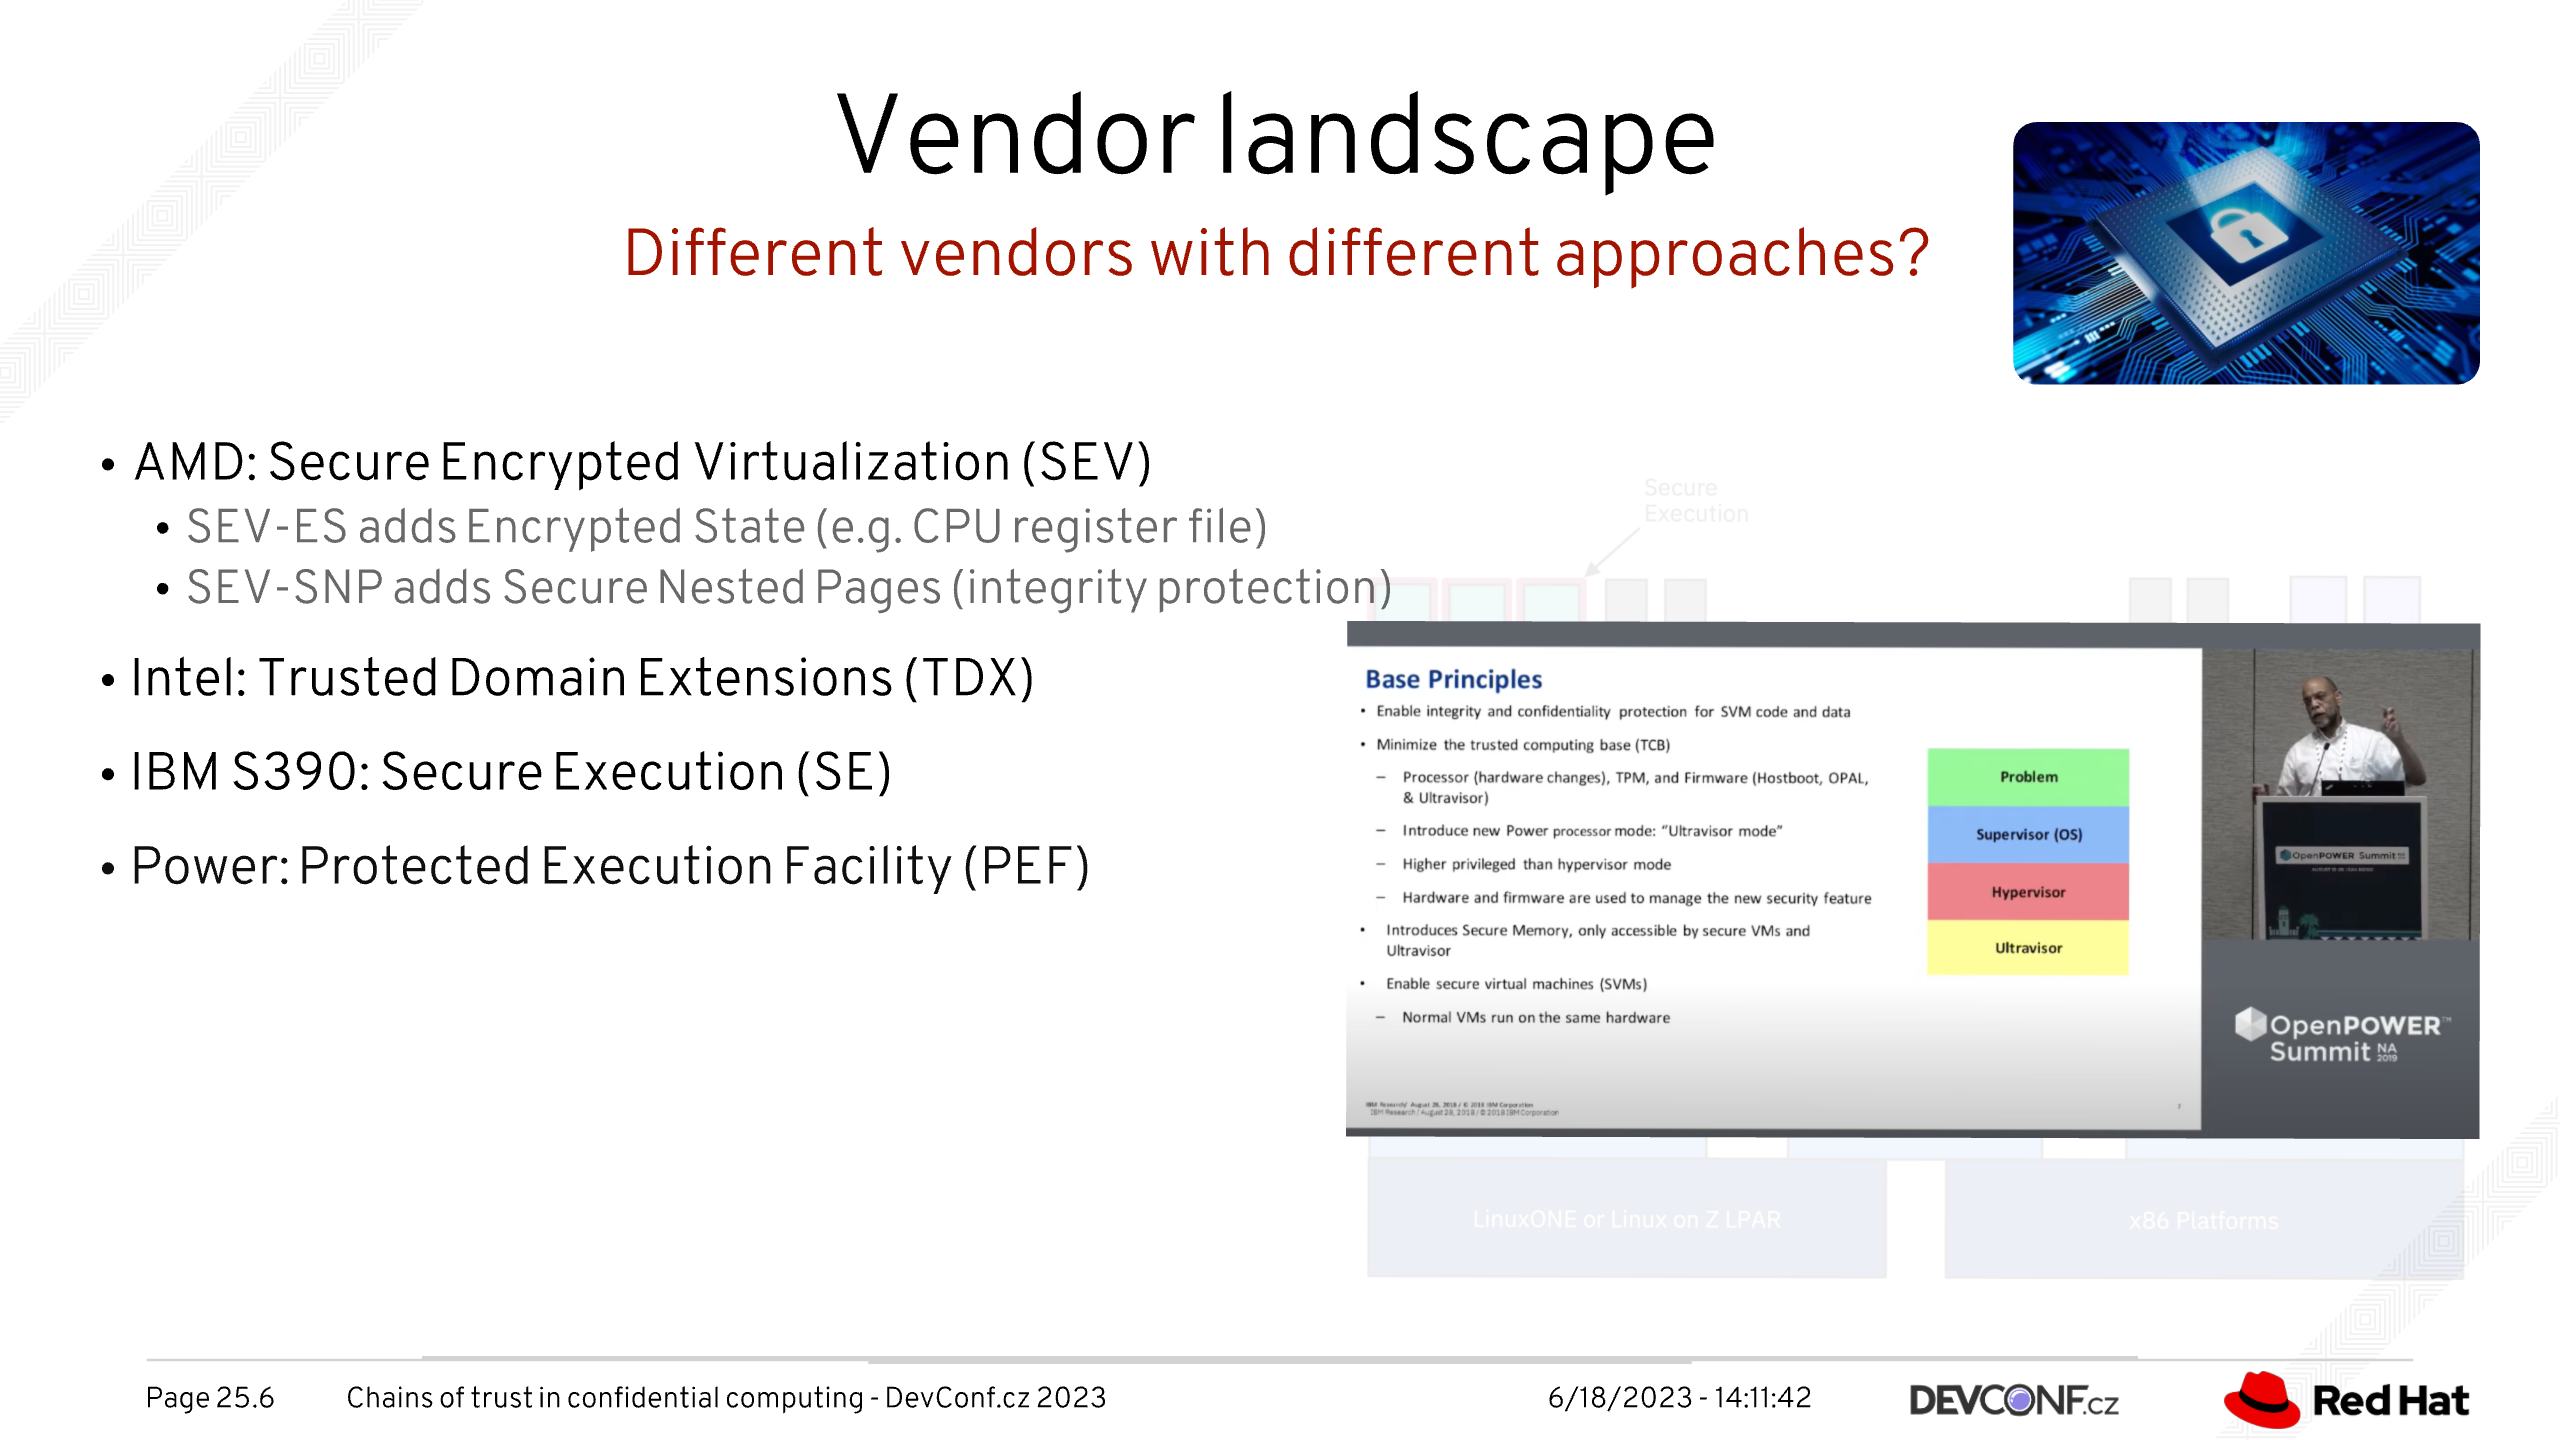 Vendor landscape
Different vendors with different approaches?
• AMD: Secure Encrypted Virtualization (SEV)
• SEV-ES adds Encrypted State (e.g. CPU register file)
• SEV-SNP adds Secure Nested Pages (integrity protection)
• Intel: Trusted Domain Extensions (TDX)
• IBM S390: Secure Execution (SE)
• Power: Protected Execution Facility (PEF)
Secure
Execution
Base Principles
• Enable integrity and confidentiality protection for SVM code and data
• Minimize the trusted computing base (TCB)
– Processor (hardware changes), TPM, and Firmware (Hostboot, OPAL,
& Ultravisor)
– Introduce new Power processor mode: “Ultravisor mode”
– Higher privileged than hypervisor mode
– Hardware and firmware are used to manage the new security feature
• Introduces Secure Memory, only accessible by secure VMs and
Ultravisor
• Enable secure virtual machines (SVMs)
– Normal VMs run on the same hardware
Problem
Supervisor (OS)
Hypervisor
Ultravisor
IBM Research / August 28, 2018 / © 2018 IBM Corporation
OpenPOWER Summit
OpenPOWER™
Summit NA
2019
LinuxONE or Linux on Z LPAR
x86 Platforms
Page 25.6
Chains of trust in confidential computing - DevConf.cz 2023
6/18/2023 - 14:11:42
DEVCONF.cz
Red Hat